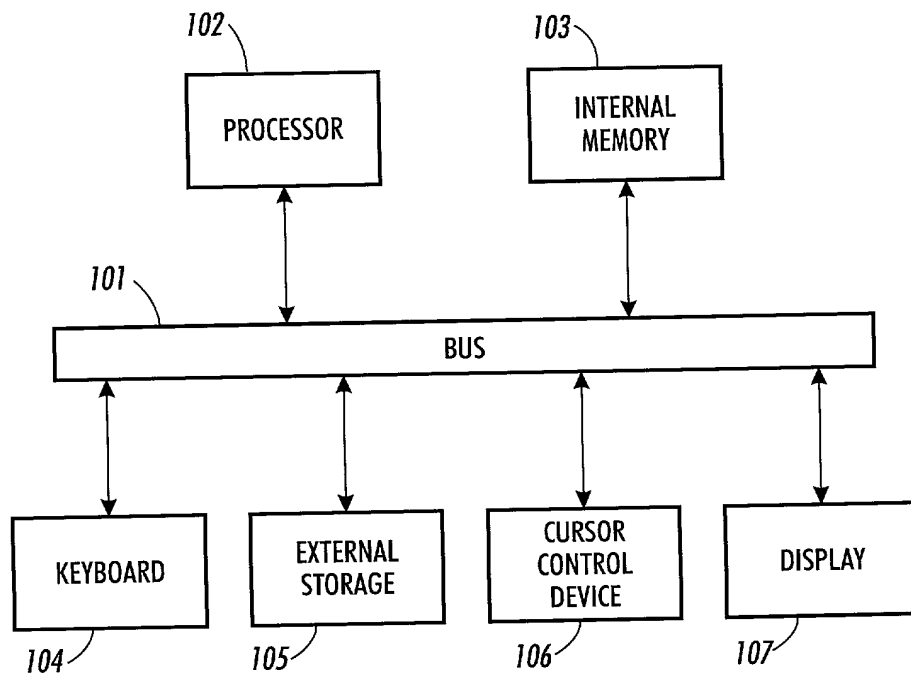 102
103
PROCESSOR
INTERNAL
MEMORY
101
BUS
KEYBOARD
EXTERNAL
STORAGE
CURSOR
CONTROL
DEVICE
DISPLAY
104
105
106
107